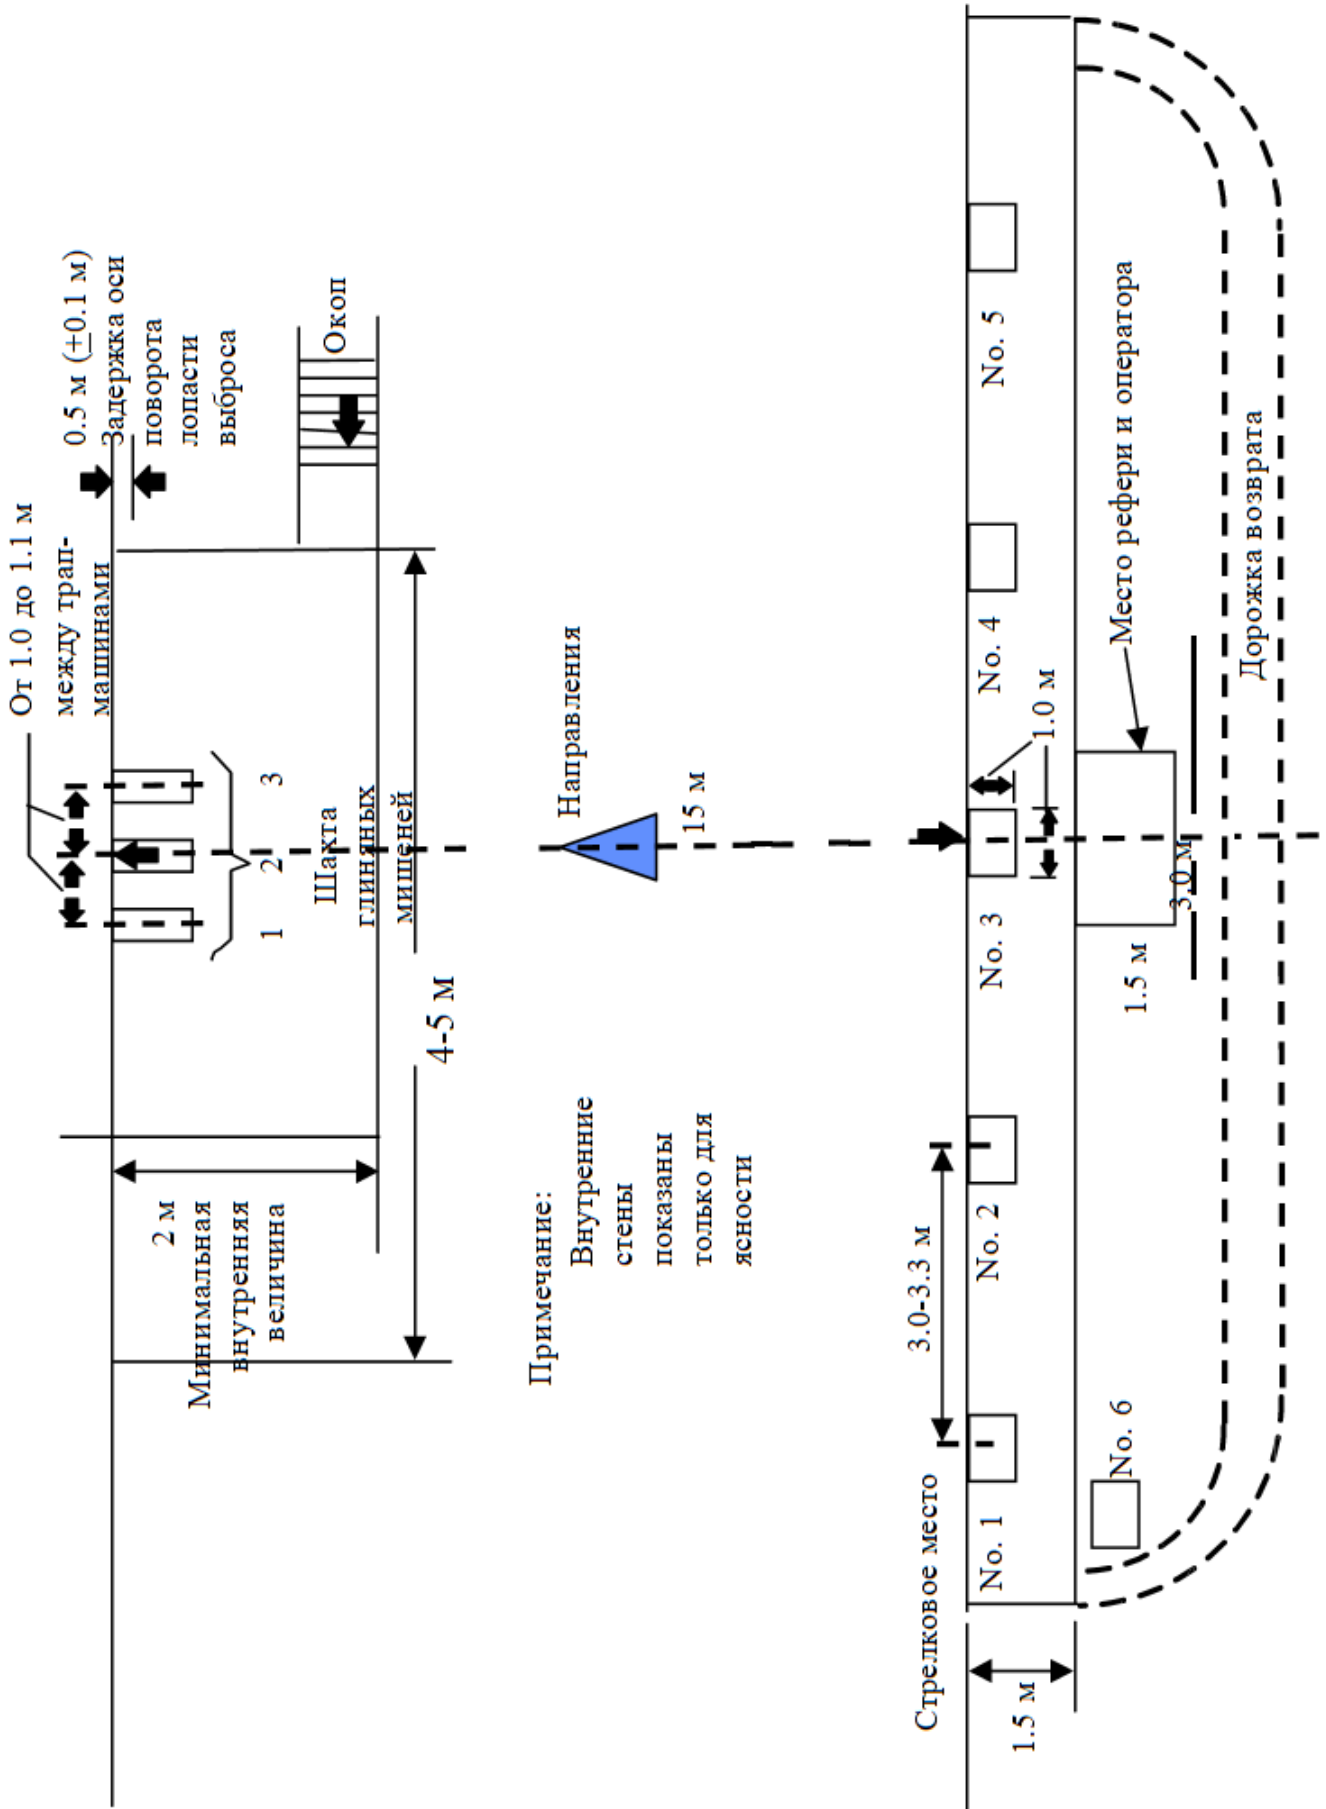 От 1.0 до 1.1 м
между трап-
машинами
0.5 м (±0.1 м)
Задержка оси
поворота
лопасти
выброса
Окоп
1
2
3
Шахта
глиняных
мишеней
2 м
Минимальная
внутренняя
величина
4-5 м
Направления
15 м
Примечание:
Внутренние
стены
показаны
только для
ясности
Стрелковое место
3.0-3.3 м
No. 1
No. 2
No. 3
No. 4
No. 5
No. 6
1.0 м
1.5 м
1.5 м
3.0 м
Место рефери и оператора
Дорожка возврата